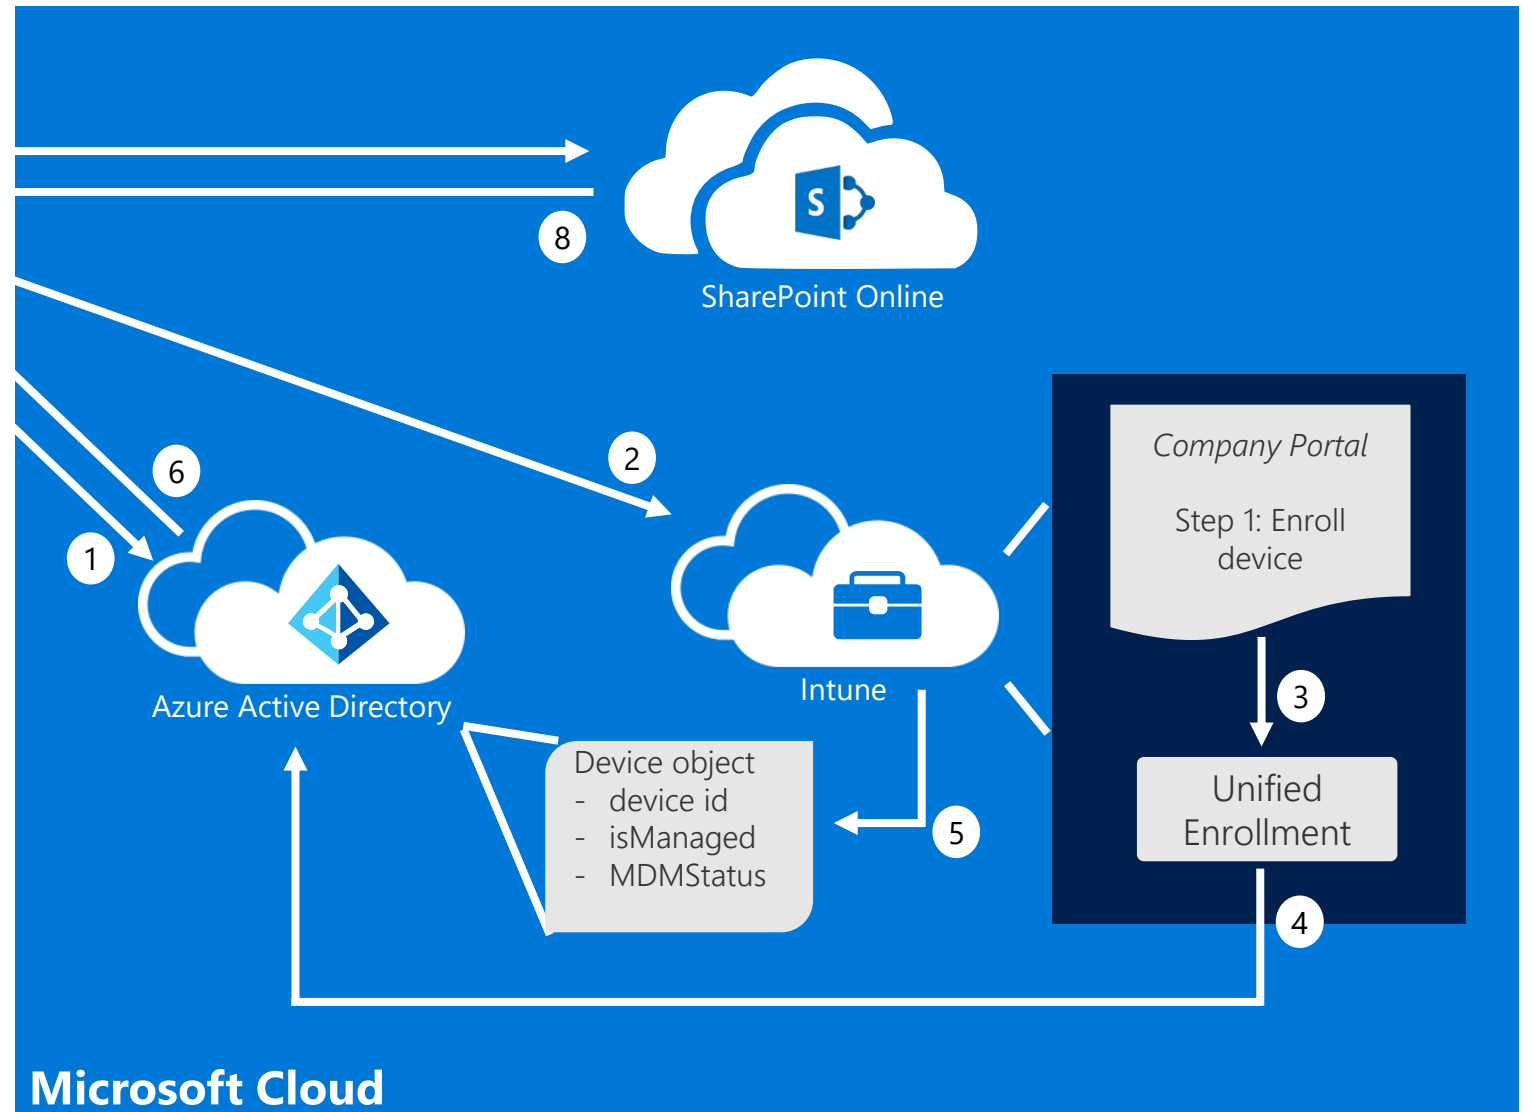 S
8
SharePoint Online
2
6
1
Company Portal
Step 1: Enroll
device
Azure Active Directory
Intune
3
Device object
- device id
- isManaged
- MDMStatus
5
Unified
Enrollment
4
Microsoft Cloud